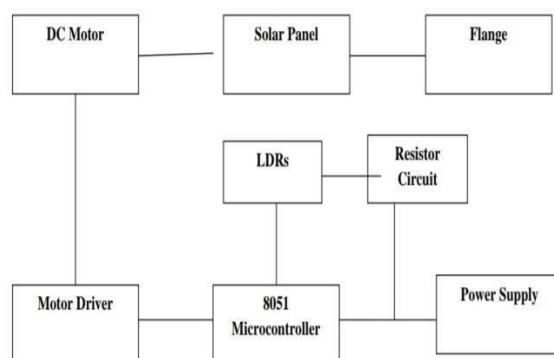 DC Motor
Solar Panel
Flange
LDRs
Resistor
Circuit
Motor Driver
8051
Microcontroller
Power Supply